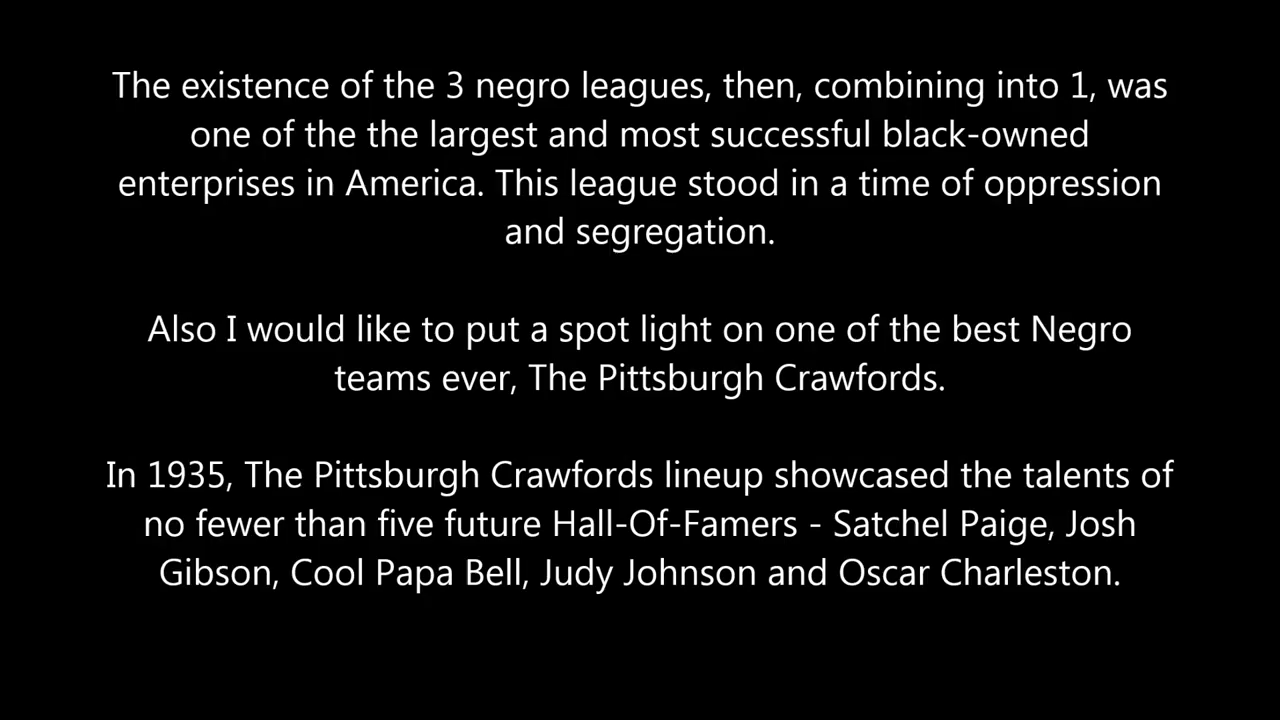 The existence of the 3 negro leagues, then, combining into 1, was
one of the the largest and most successful black-owned
enterprises in America. This league stood in a time of oppression
and segregation.
Also I would like to put a spot light on one of the best Negro
teams ever, The Pittsburgh Crawfords.
In 1935, The Pittsburgh Crawfords lineup showcased the talents of
no fewer than five future Hall-Of-Famers - Satchel Paige, Josh
Gibson, Cool Papa Bell, Judy Johnson and Oscar Charleston.